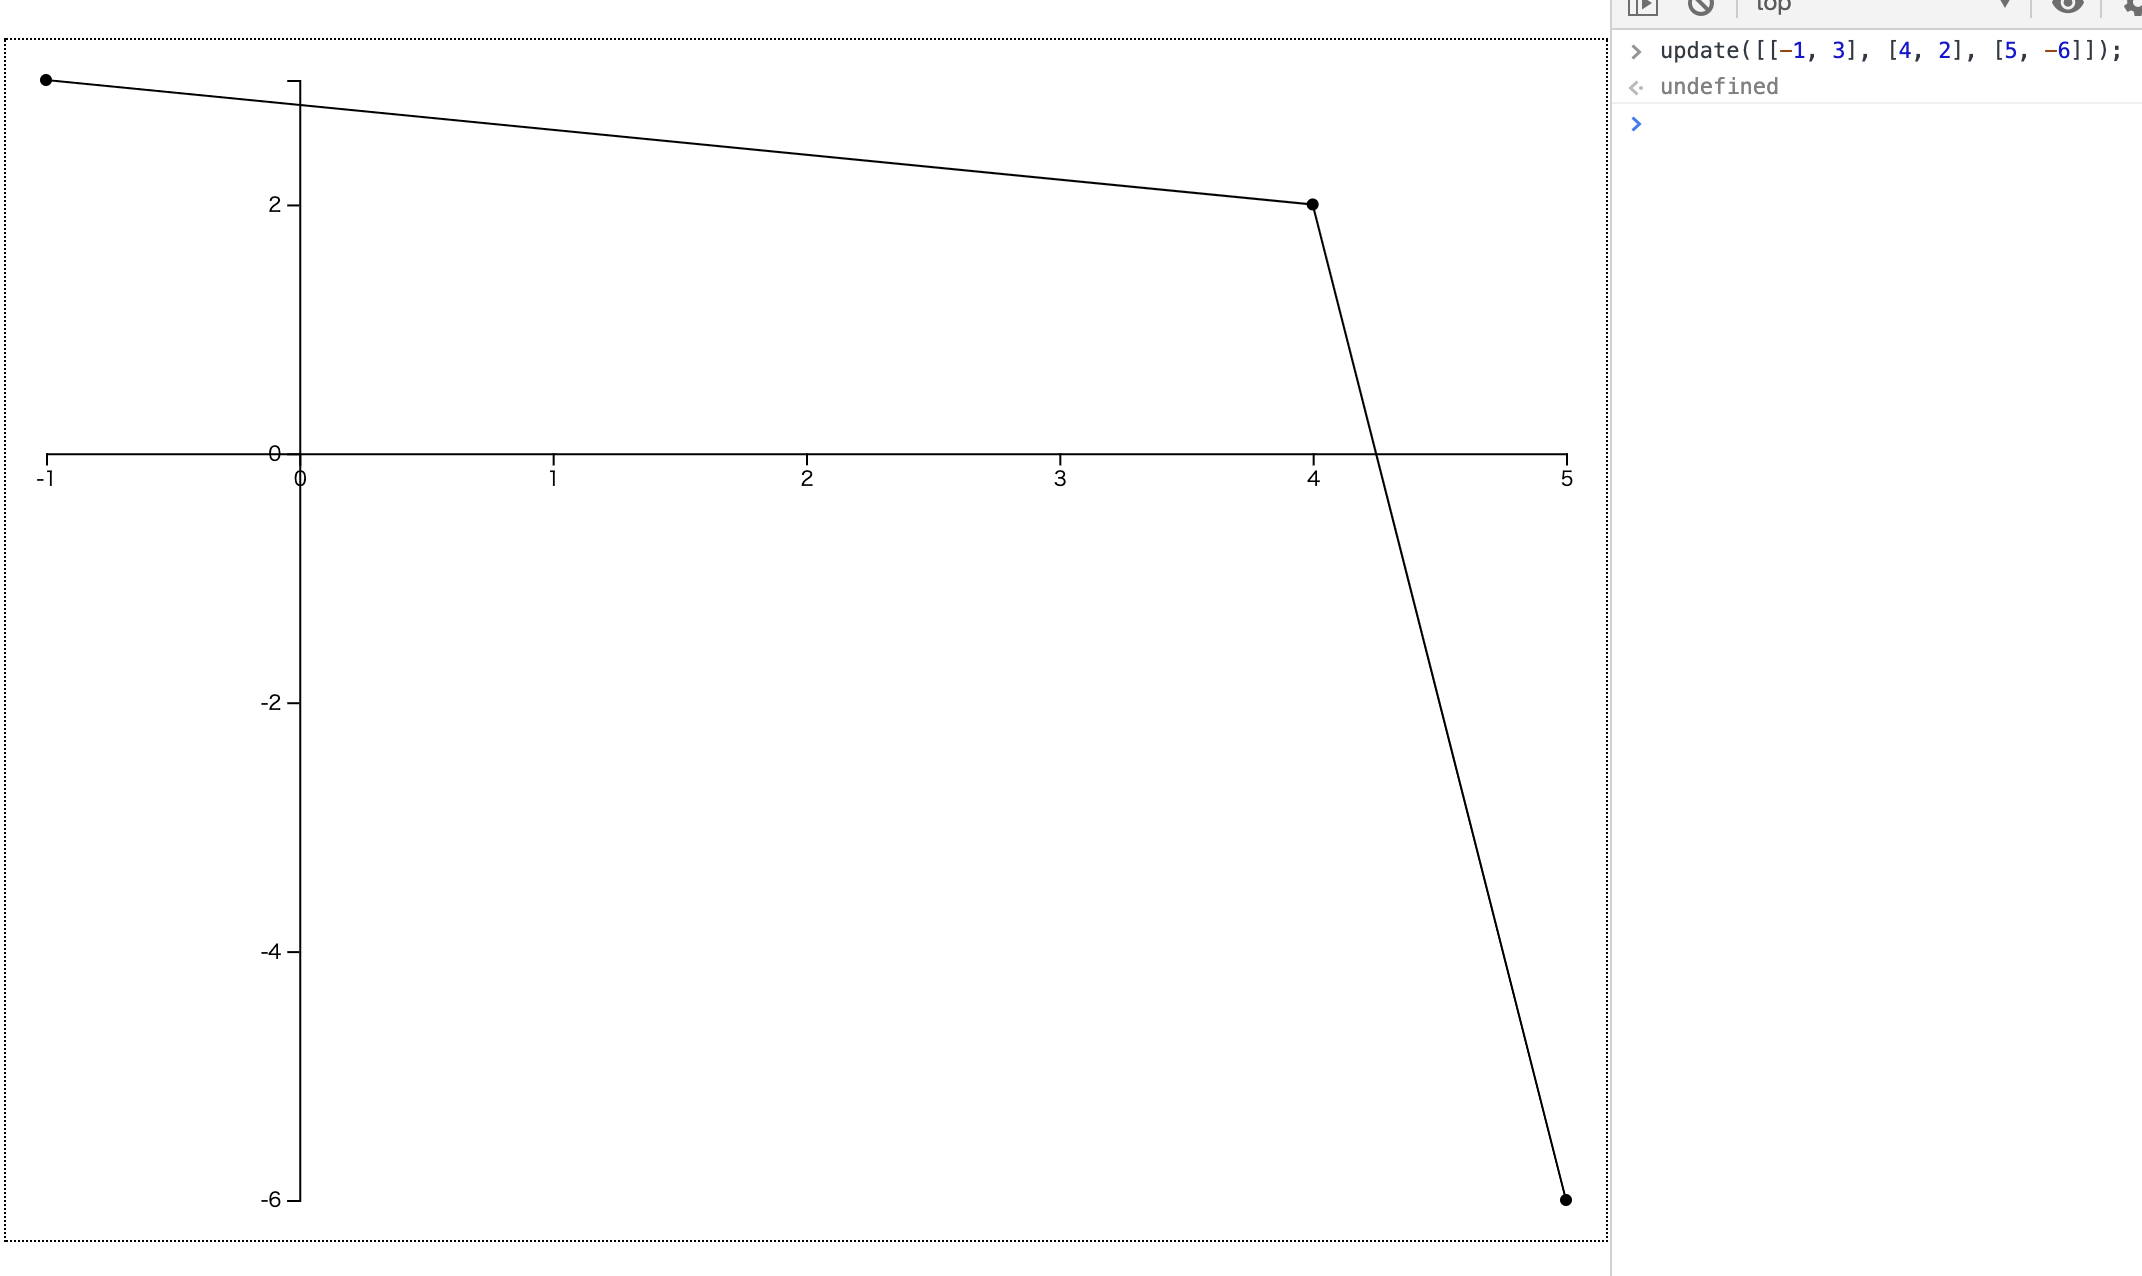 top
update([[-1, 3], [4, 2], [5, -6]]);
undefined
2
0
-1 0 1 2 3 4 5
-2
-4
-6